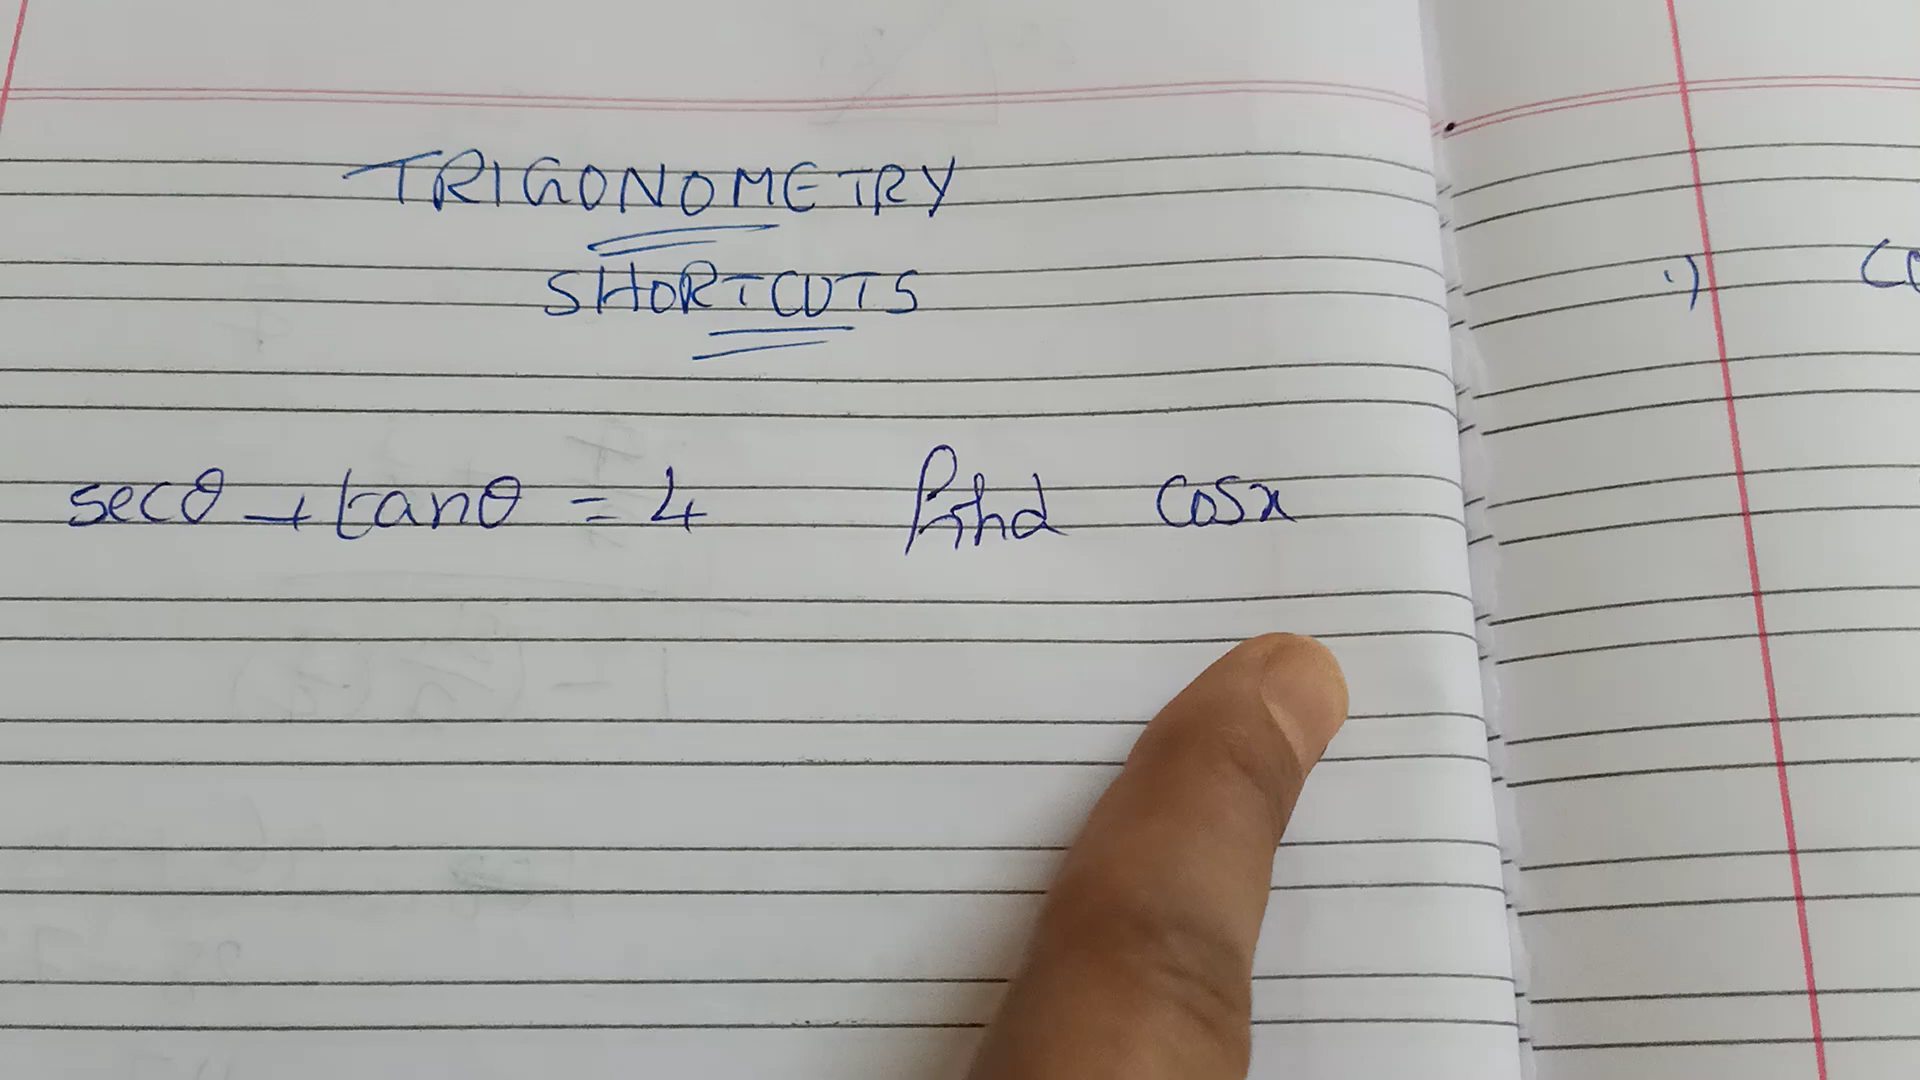 TRIGONOMETRY
SHORTCUTS
secθ + tanθ = 4 find cosx